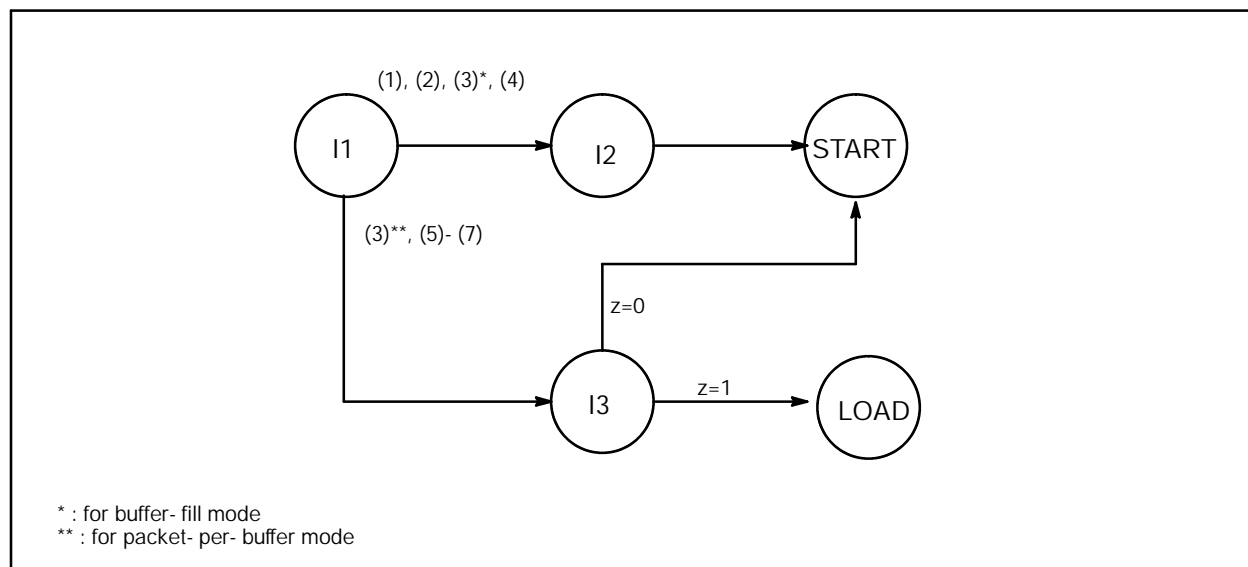 (1), (2), (3)*, (4)
I1
I2
START
(3)**, (5)- (7)
z=0
I3
z=1
LOAD
* : for buffer- fill mode
** : for packet- per- buffer mode